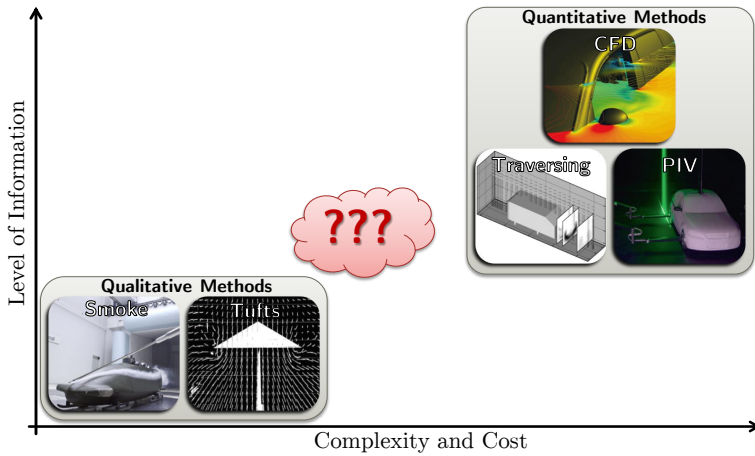 Quantitative Methods
CFD
Traversing
PIV
???
Qualitative Methods
Smoke
Tufts
Level of Information
Complexity and Cost